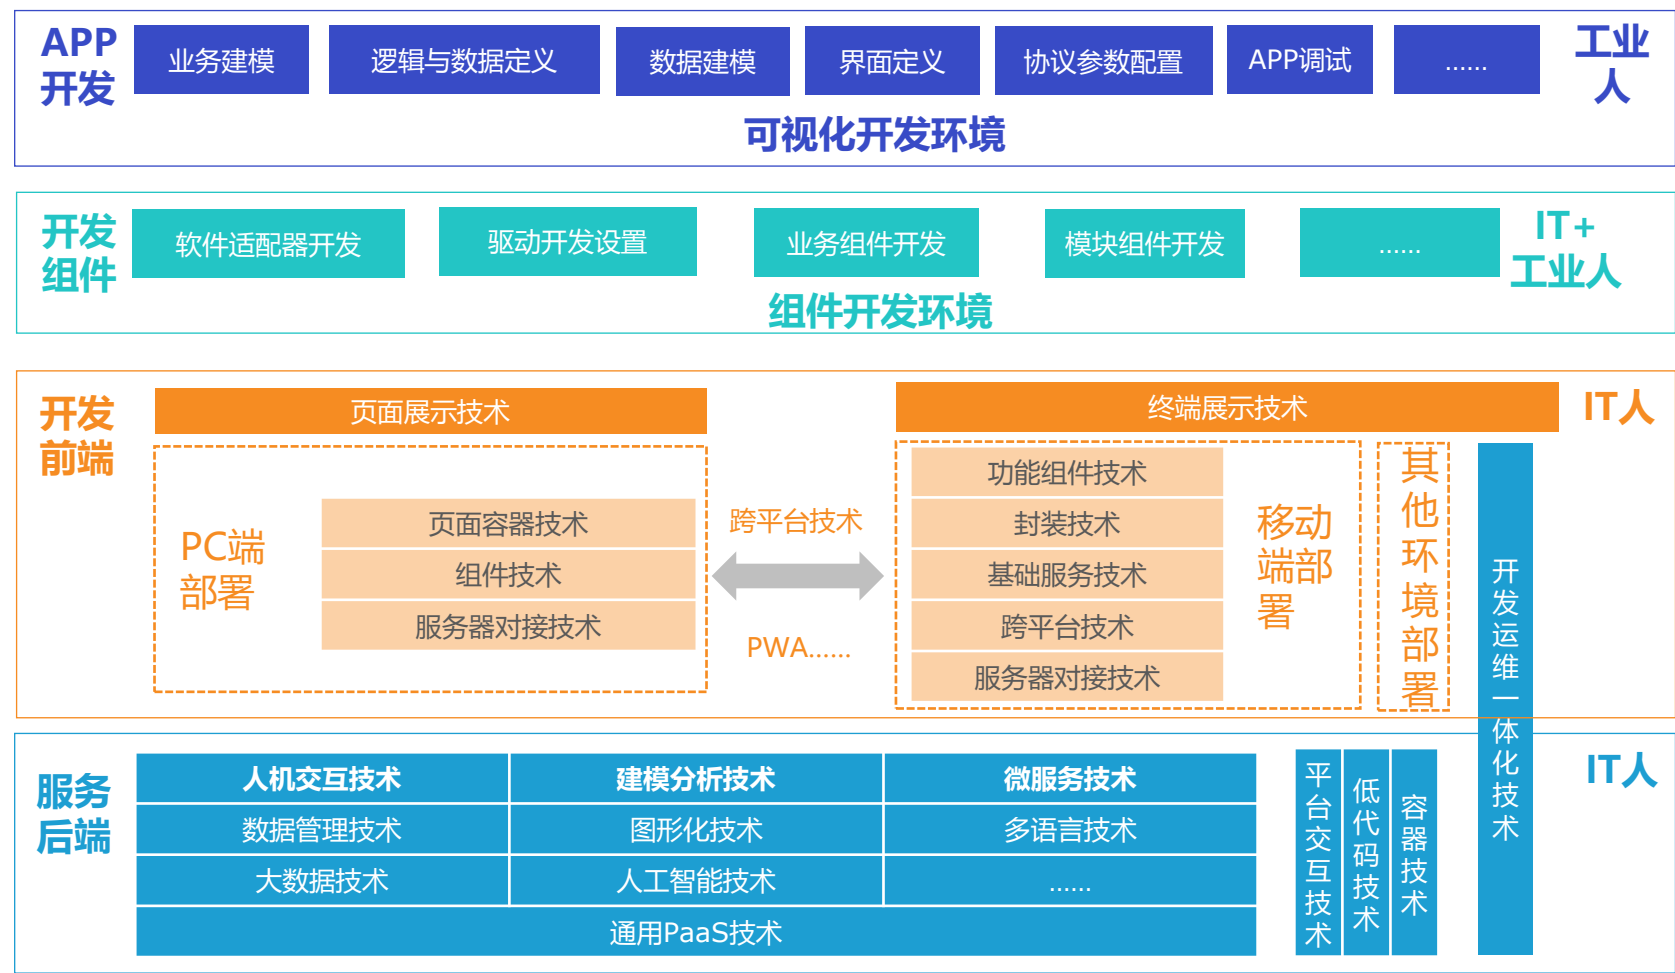 APP
开发
业务建模
逻辑与数据定义
数据建模
界面定义
协议参数配置
APP调试
......
工业
人
可视化开发环境
开发
组件
软件适配器开发
驱动开发设置
业务组件开发
模块组件开发
......
IT+
工业人
组件开发环境
开发
前端
页面展示技术
终端展示技术
IT人
PC端
部署
页面容器技术
组件技术
服务器对接技术
跨平台技术
PWA......
功能组件技术
封装技术
基础服务技术
跨平台技术
服务器对接技术
移动
端部
署
其他环境部署
开发运维一体化技术
服务
后端
人机交互技术
建模分析技术
微服务技术
数据管理技术
图形化技术
多语言技术
大数据技术
人工智能技术
......
通用PaaS技术
平台交互技术
低代码技术
容器技术
IT人